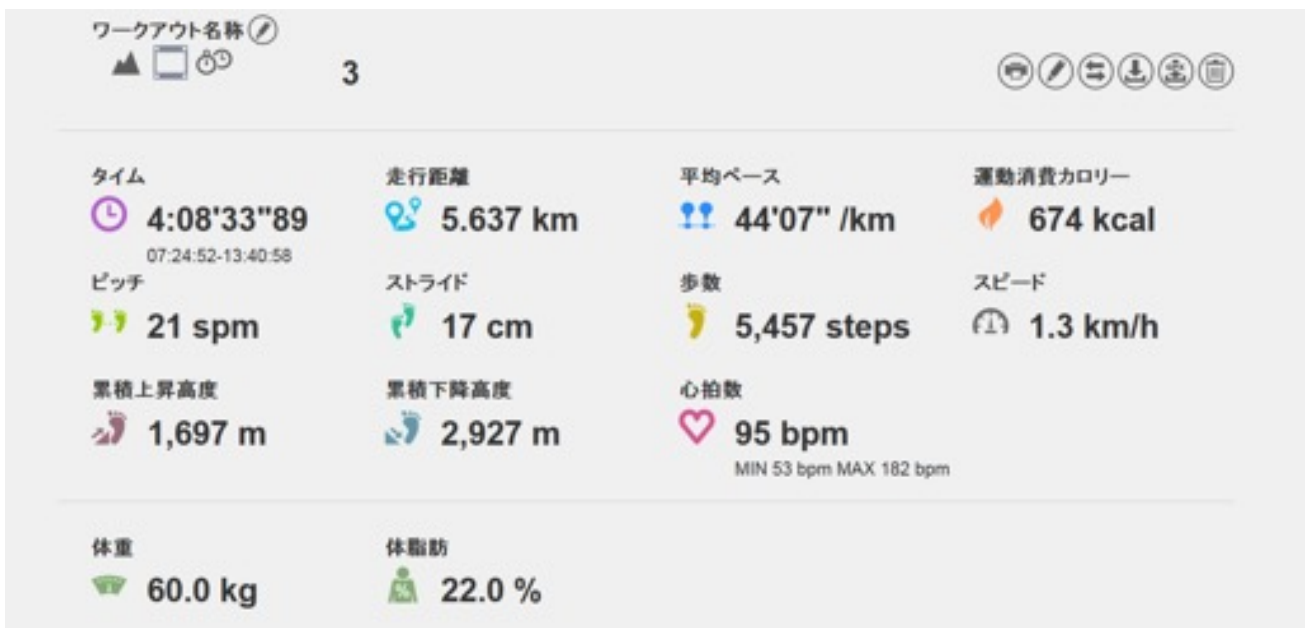 ワークアウト名称
3
タイム 走行距離 平均ペース 運動消費カロリー
4:08'33"89 5.637 km 44'07" /km 674 kcal
07:24:52-13:40:58
ピッチ ストライド 歩数 スピード
21 spm 17 cm 5,457 steps 1.3 km/h
累積上昇高度 累積下降高度 心拍数
1,697 m 2,927 m 95 bpm
MIN 53 bpm MAX 182 bpm
体重 体脂肪
60.0 kg 22.0 %